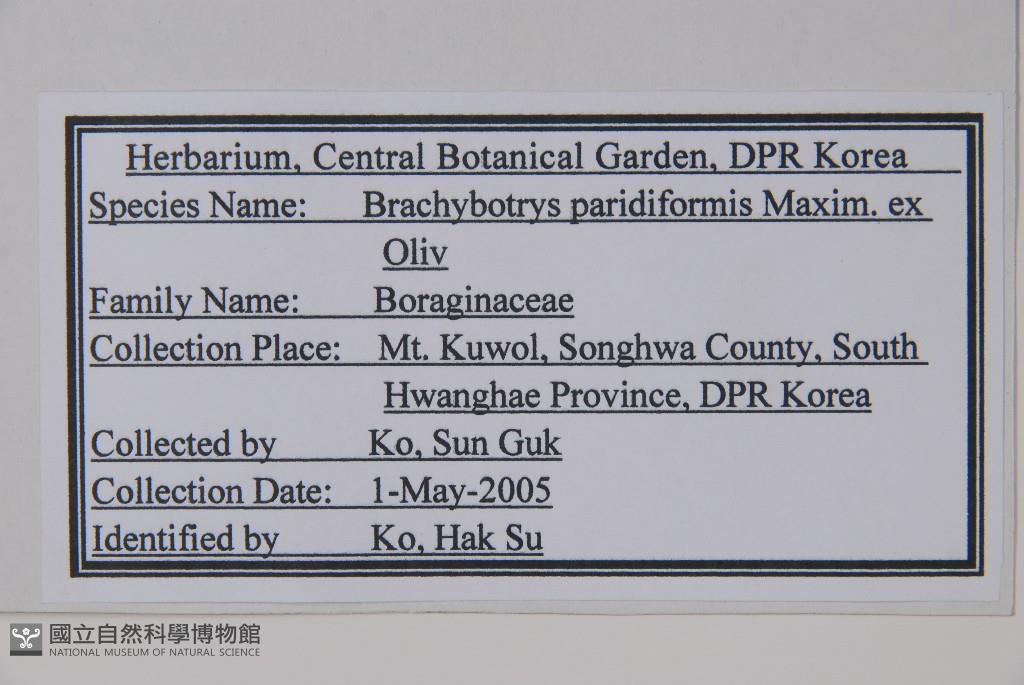 Herbarium, Central Botanical Garden, DPR Korea
Species Name: Brachybotrys paridiformis Maxim. ex
Oliv
Family Name: Boraginaceae
Collection Place: Mt. Kuwol, Songhwa County, South
Hwanghae Province, DPR Korea
Collected by Ko, Sun Guk
Collection Date: 1-May-2005
Identified by Ko, Hak Su
國立自然科學博物館
NATIONAL MUSEUM OF NATURAL SCIENCE